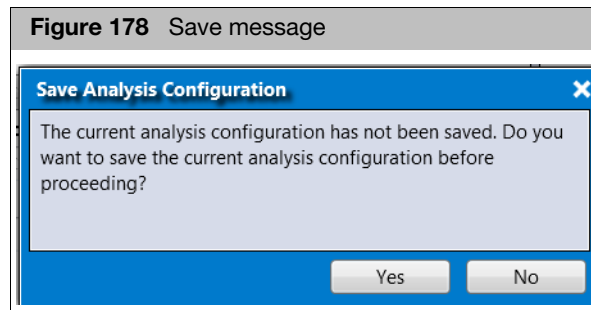 Figure 178 Save message
Save Analysis Configuration
The current analysis configuration has not been saved. Do you
want to save the current analysis configuration before
proceeding?
Yes No